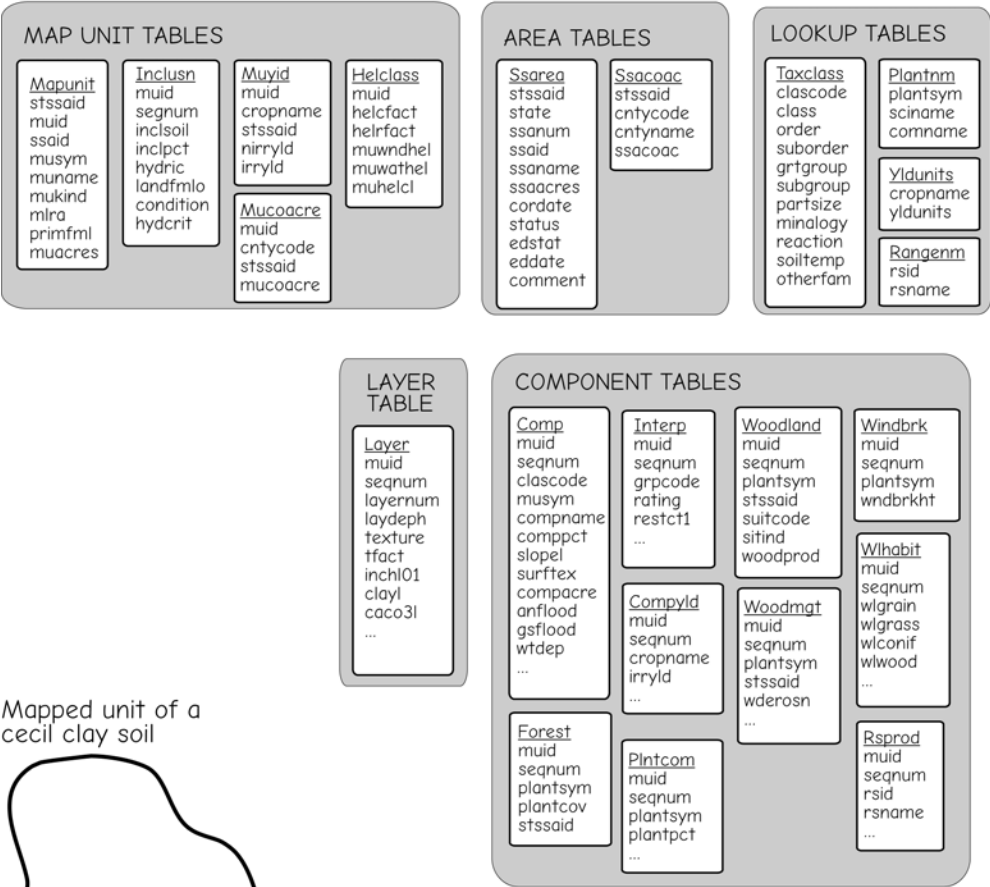 MAP UNIT TABLES
Mapunit
stssaid
muid
ssaid
musym
muname
mukind
mlra
primfml
muacres
Inclusn
muid
segnum
inclsoil
inclpct
hydric
landfmlo
condition
hydcrit
Muyid
muid
cropname
stssaid
nirryld
irryld
Mucoacre
muid
cntycode
stssaid
mucoacre
Helclass
muid
helcfact
helrfact
muwndhel
muwathel
muhelcl
AREA TABLES
Ssarea
stssaid
state
ssanum
ssaid
ssaname
ssaacres
cordate
status
edstat
eddate
comment
Ssacoac
stssaid
cntycode
cntyname
ssacoac
LOOKUP TABLES
Taxclass
clascode
class
order
suborder
grtgroup
subgroup
partsize
minalogy
reaction
soiltemp
otherfam
Plantnm
plantsym
sciname
comname
Yldunits
cropname
yldunits
Rangenm
rsid
rsname
LAYER
TABLE
Layer
muid
seqnum
layernum
laydeph
texture
tfact
inchl01
clayl
caco3l
...
COMPONENT TABLES
Comp
muid
seqnum
clascode
musym
compname
comppct
slopel
surftex
compacre
anflood
gsflood
wtdep
...
Forest
muid
seqnum
plantsym
plantcov
stssaid
Interp
muid
seqnum
grpcode
rating
restct1
...
Compyld
muid
seqnum
cropname
irryld
...
Plntcom
muid
seqnum
plantsym
plantpct
...
Woodland
muid
seqnum
plantsym
stssaid
suitcode
sitind
woodprod
Woodmgt
muid
seqnum
plantsym
stssaid
wderosn
...
Windbrk
muid
seqnum
plantsym
wndbrkht
Wlhabit
muid
seqnum
wlgrain
wlgrass
wlconif
wlwood
...
Rsprod
muid
seqnum
rsid
rsname
...
Mapped unit of a
cecil clay soil